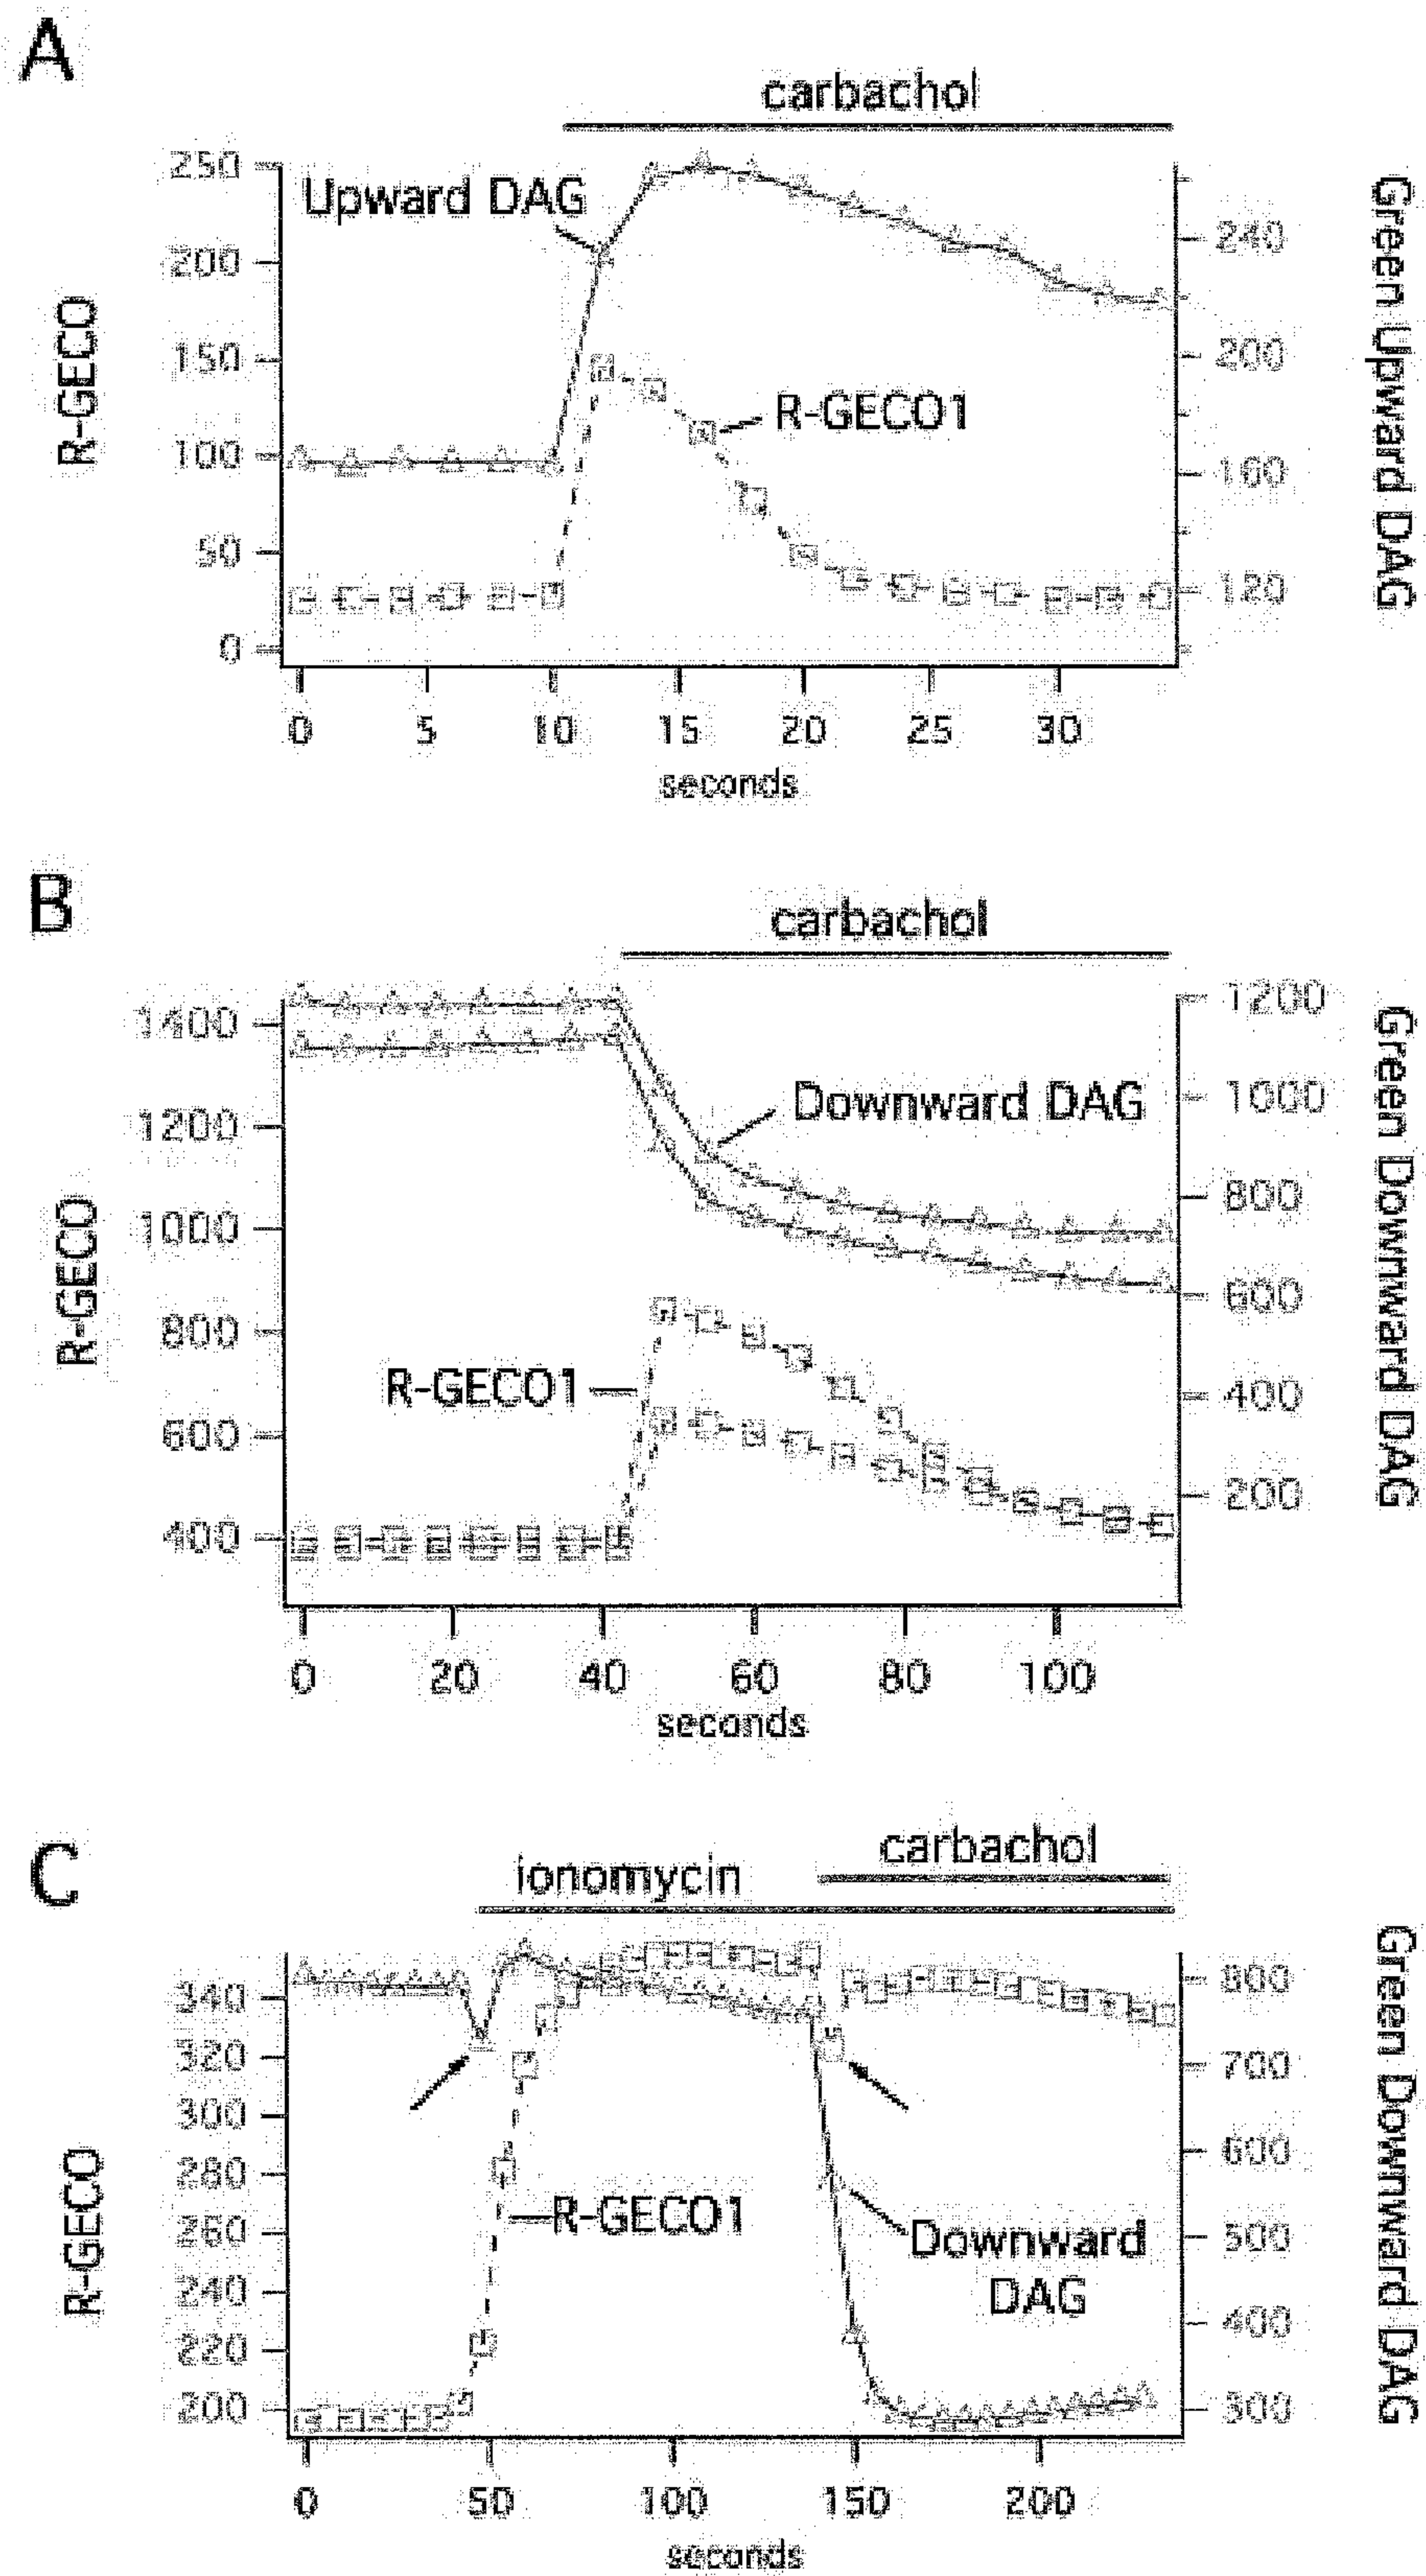 A
carbachol
250
200
150
100
50
0
R-GECO
Upward DAG
R-GECO1
240
200
160
120
Green Upward DAG
0 5 10 15 20 25 30
seconds
B
carbachol
1400
1200
1000
800
600
400
R-GECO
Downward DAG
R-GECO1
1200
1000
800
600
400
200
Green Downward DAG
0 20 40 60 80 100
seconds
C
carbachol
ionomycin
340
320
300
280
260
240
220
200
R-GECO
R-GECO1
Downward
DAG
800
700
600
500
400
300
Green Downward DAG
0 50 100 150 200
seconds